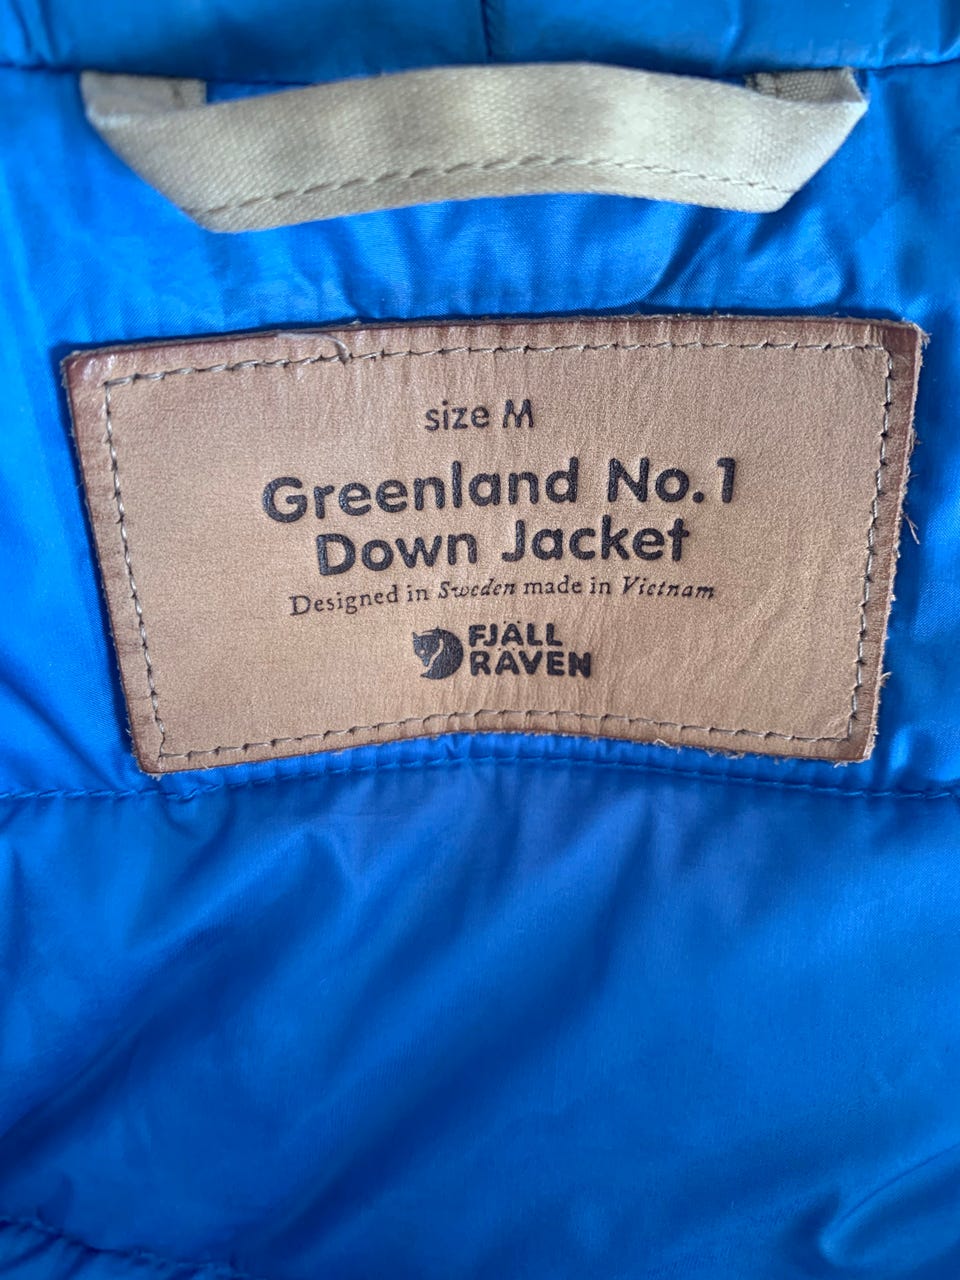 size M
Greenland No.1
Down Jacket
Designed in Sweden made in Vietnam
FJÄLL
RÄVEN